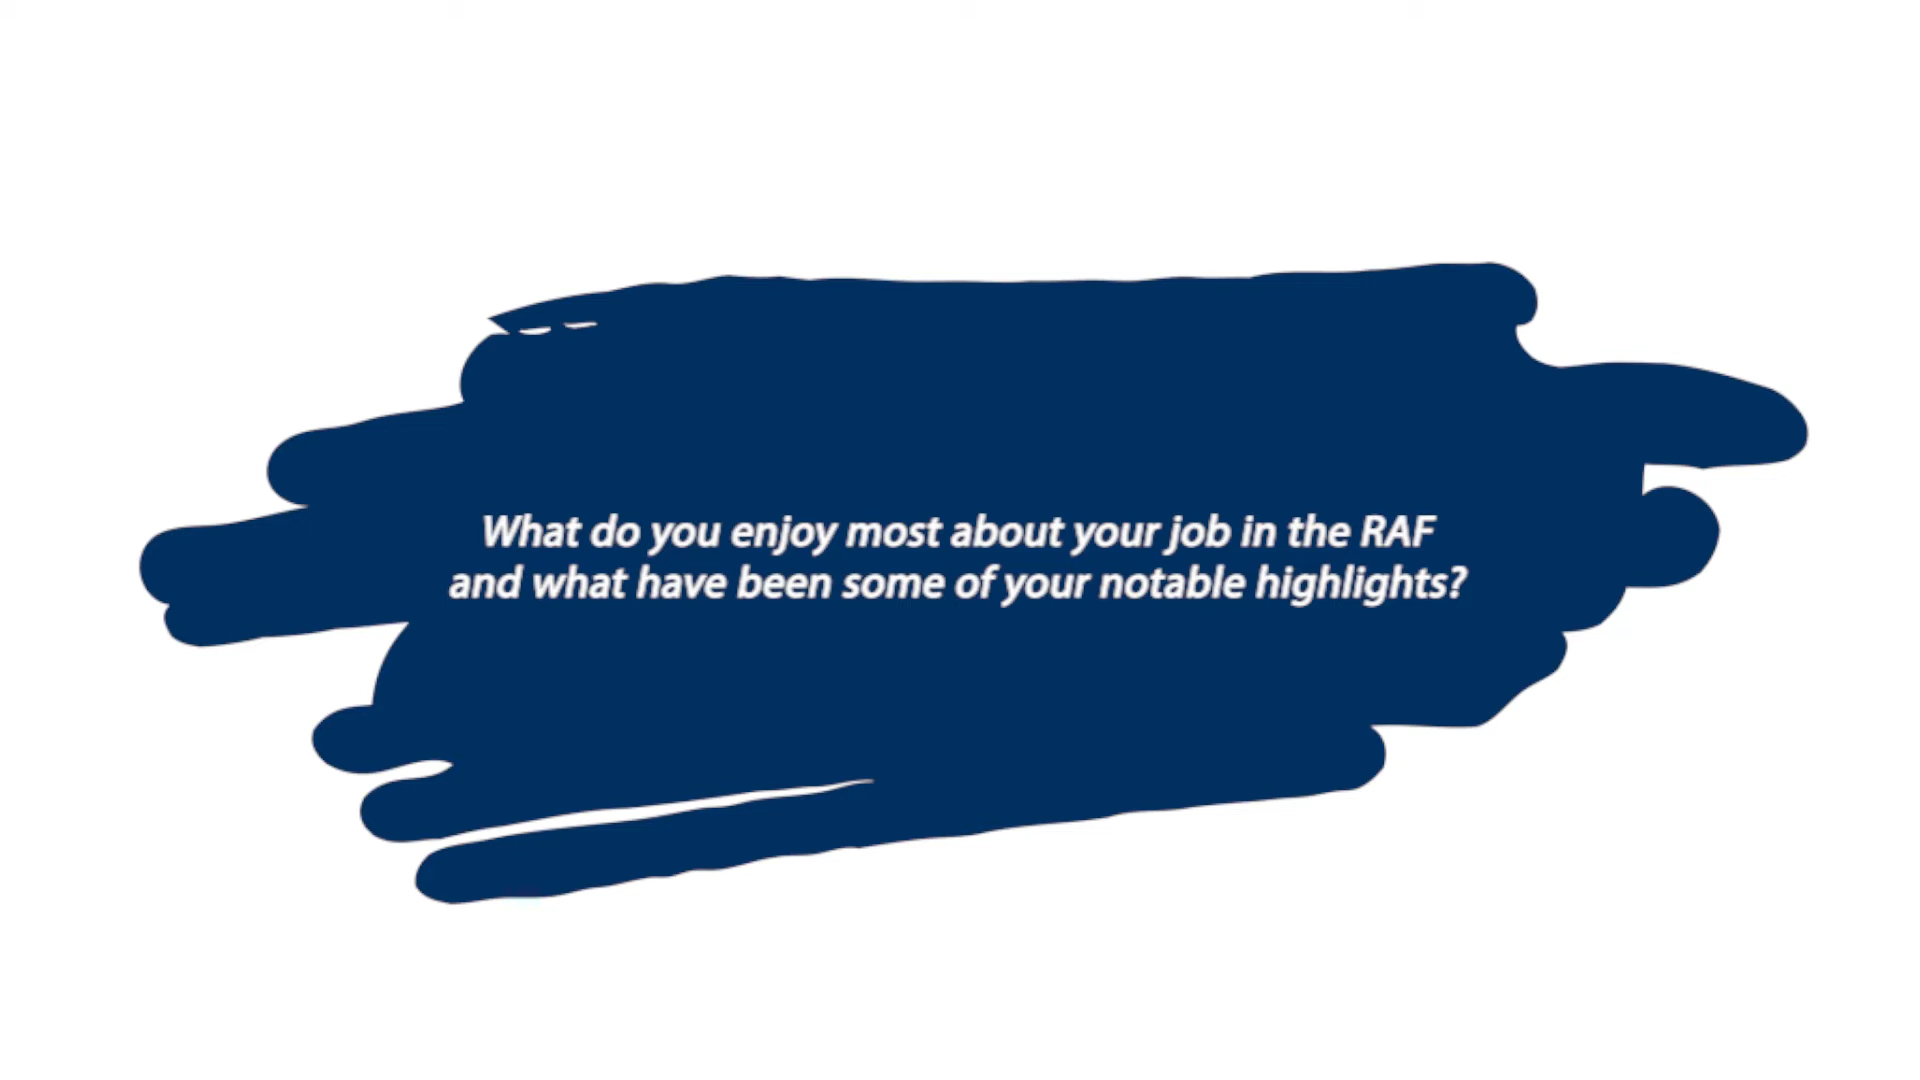 What do you enjoy most about your job in the RAF
and what have been some of your notable highlights?